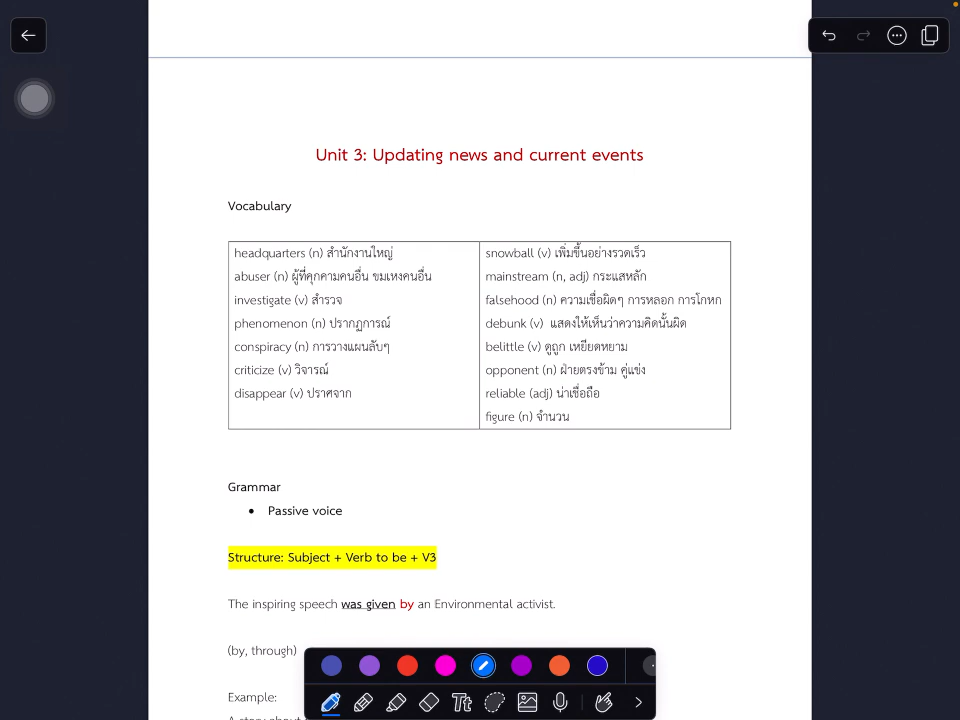 Unit 3: Updating news and current events
Vocabulary
headquarters (n) สำนักงานใหญ่
abuser (n) ผู้ที่คุกคามคนอื่น ขมเหงคนอื่น
investigate (v) สำรวจ
phenomenon (n) ปรากฏการณ์
conspiracy (n) การวางแผนลับๆ
criticize (v) วิจารณ์
disappear (v) ปราศจาก
snowball (v) เพิ่มขึ้นอย่างรวดเร็ว
mainstream (n, adj) กระแสหลัก
falsehood (n) ความเชื่อผิดๆ การหลอก การโกหก
debunk (v) แสดงให้เห็นว่าความคิดนั้นผิด
belittle (v) ดูถูก เหยียดหยาม
opponent (n) ฝ่ายตรงข้าม คู่แข่ง
reliable (adj) น่าเชื่อถือ
figure (n) จำนวน
Grammar
• Passive voice
Structure: Subject + Verb to be + V3
The inspiring speech was given by an Environmental activist.
(by, through)
Example:
Tt